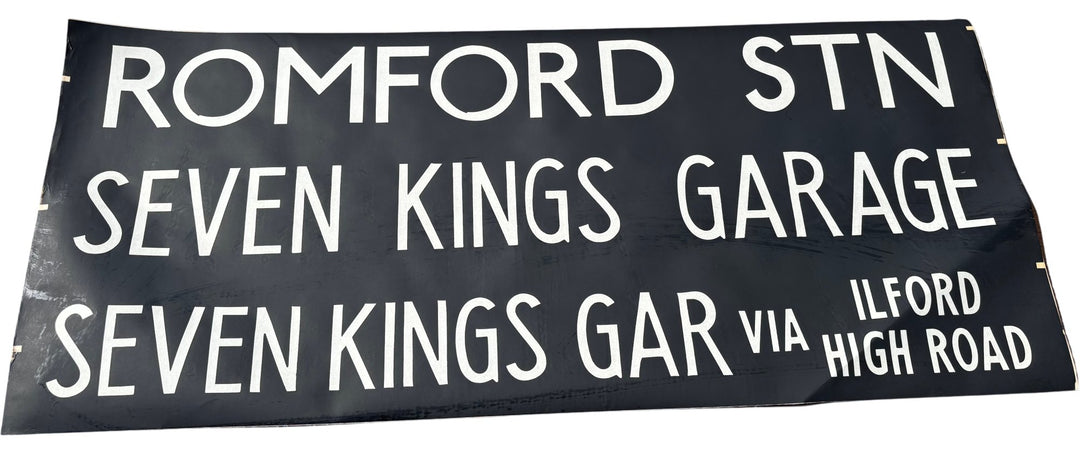 ROMFORD STN
SEVEN KINGS GARAGE
SEVEN KINGS GAR VIA ILFORD
HIGH ROAD